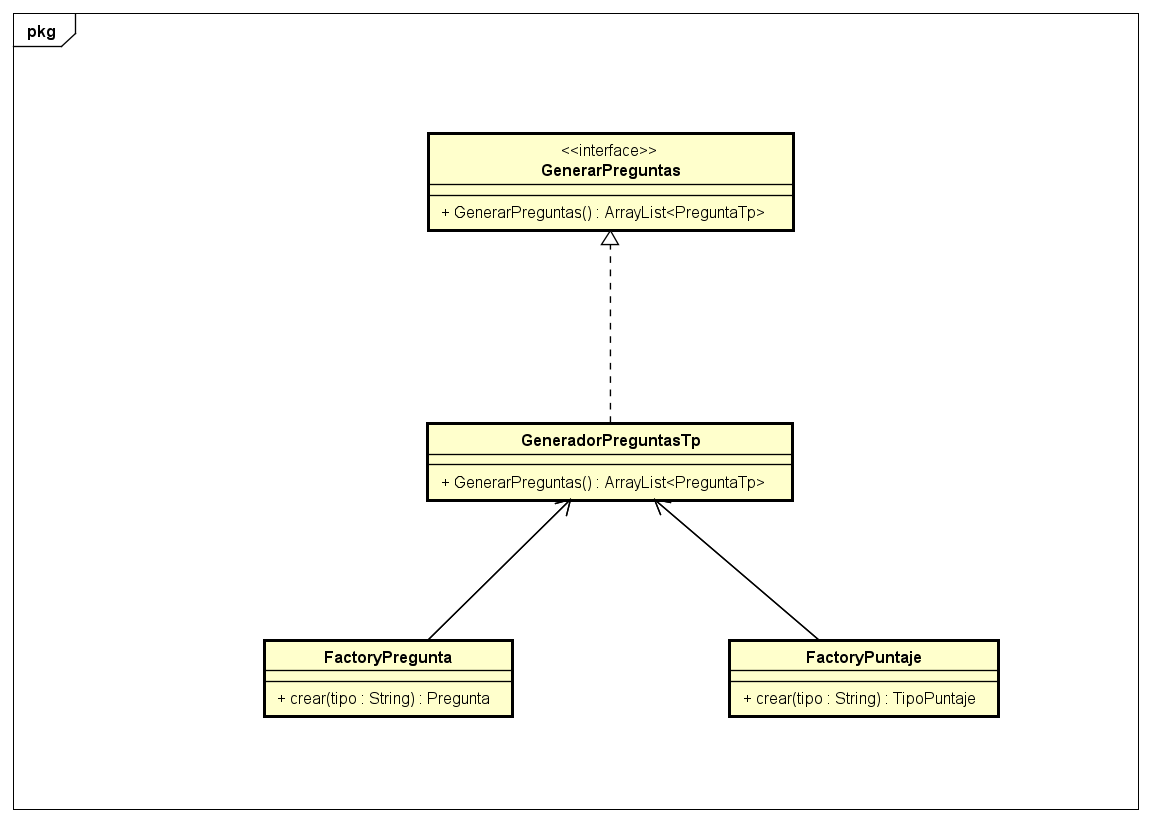 pkg
<<interface>>
GenerarPreguntas
+ GenerarPreguntas() : ArrayList<PreguntaTp>
GeneradorPreguntasTp
+ GenerarPreguntas() : ArrayList<PreguntaTp>
FactoryPregunta
+ crear(tipo : String) : Pregunta
FactoryPuntaje
+ crear(tipo : String) : TipoPuntaje